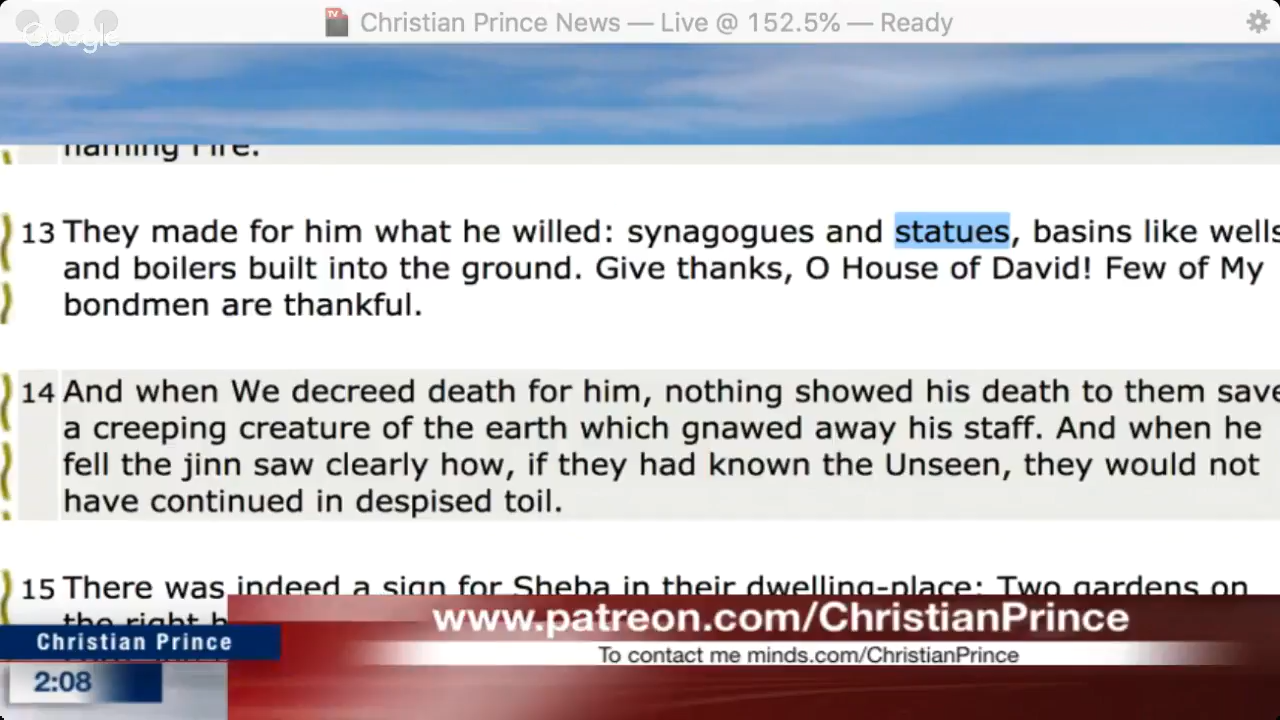 Christian Prince News — Live @ 152.5% — Ready
Google
flaming Fire.
13 They made for him what he willed: synagogues and statues, basins like wells
and boilers built into the ground. Give thanks, O House of David! Few of My
bondmen are thankful.
14 And when We decreed death for him, nothing showed his death to them save
a creeping creature of the earth which gnawed away his staff. And when he
fell the jinn saw clearly how, if they had known the Unseen, they would not
have continued in despised toil.
15 There was indeed a sign for Sheba in their dwelling-place: Two gardens on
the right h
www.patreon.com/ChristianPrince
Christian Prince
To contact me minds.com/ChristianPrince
2:08